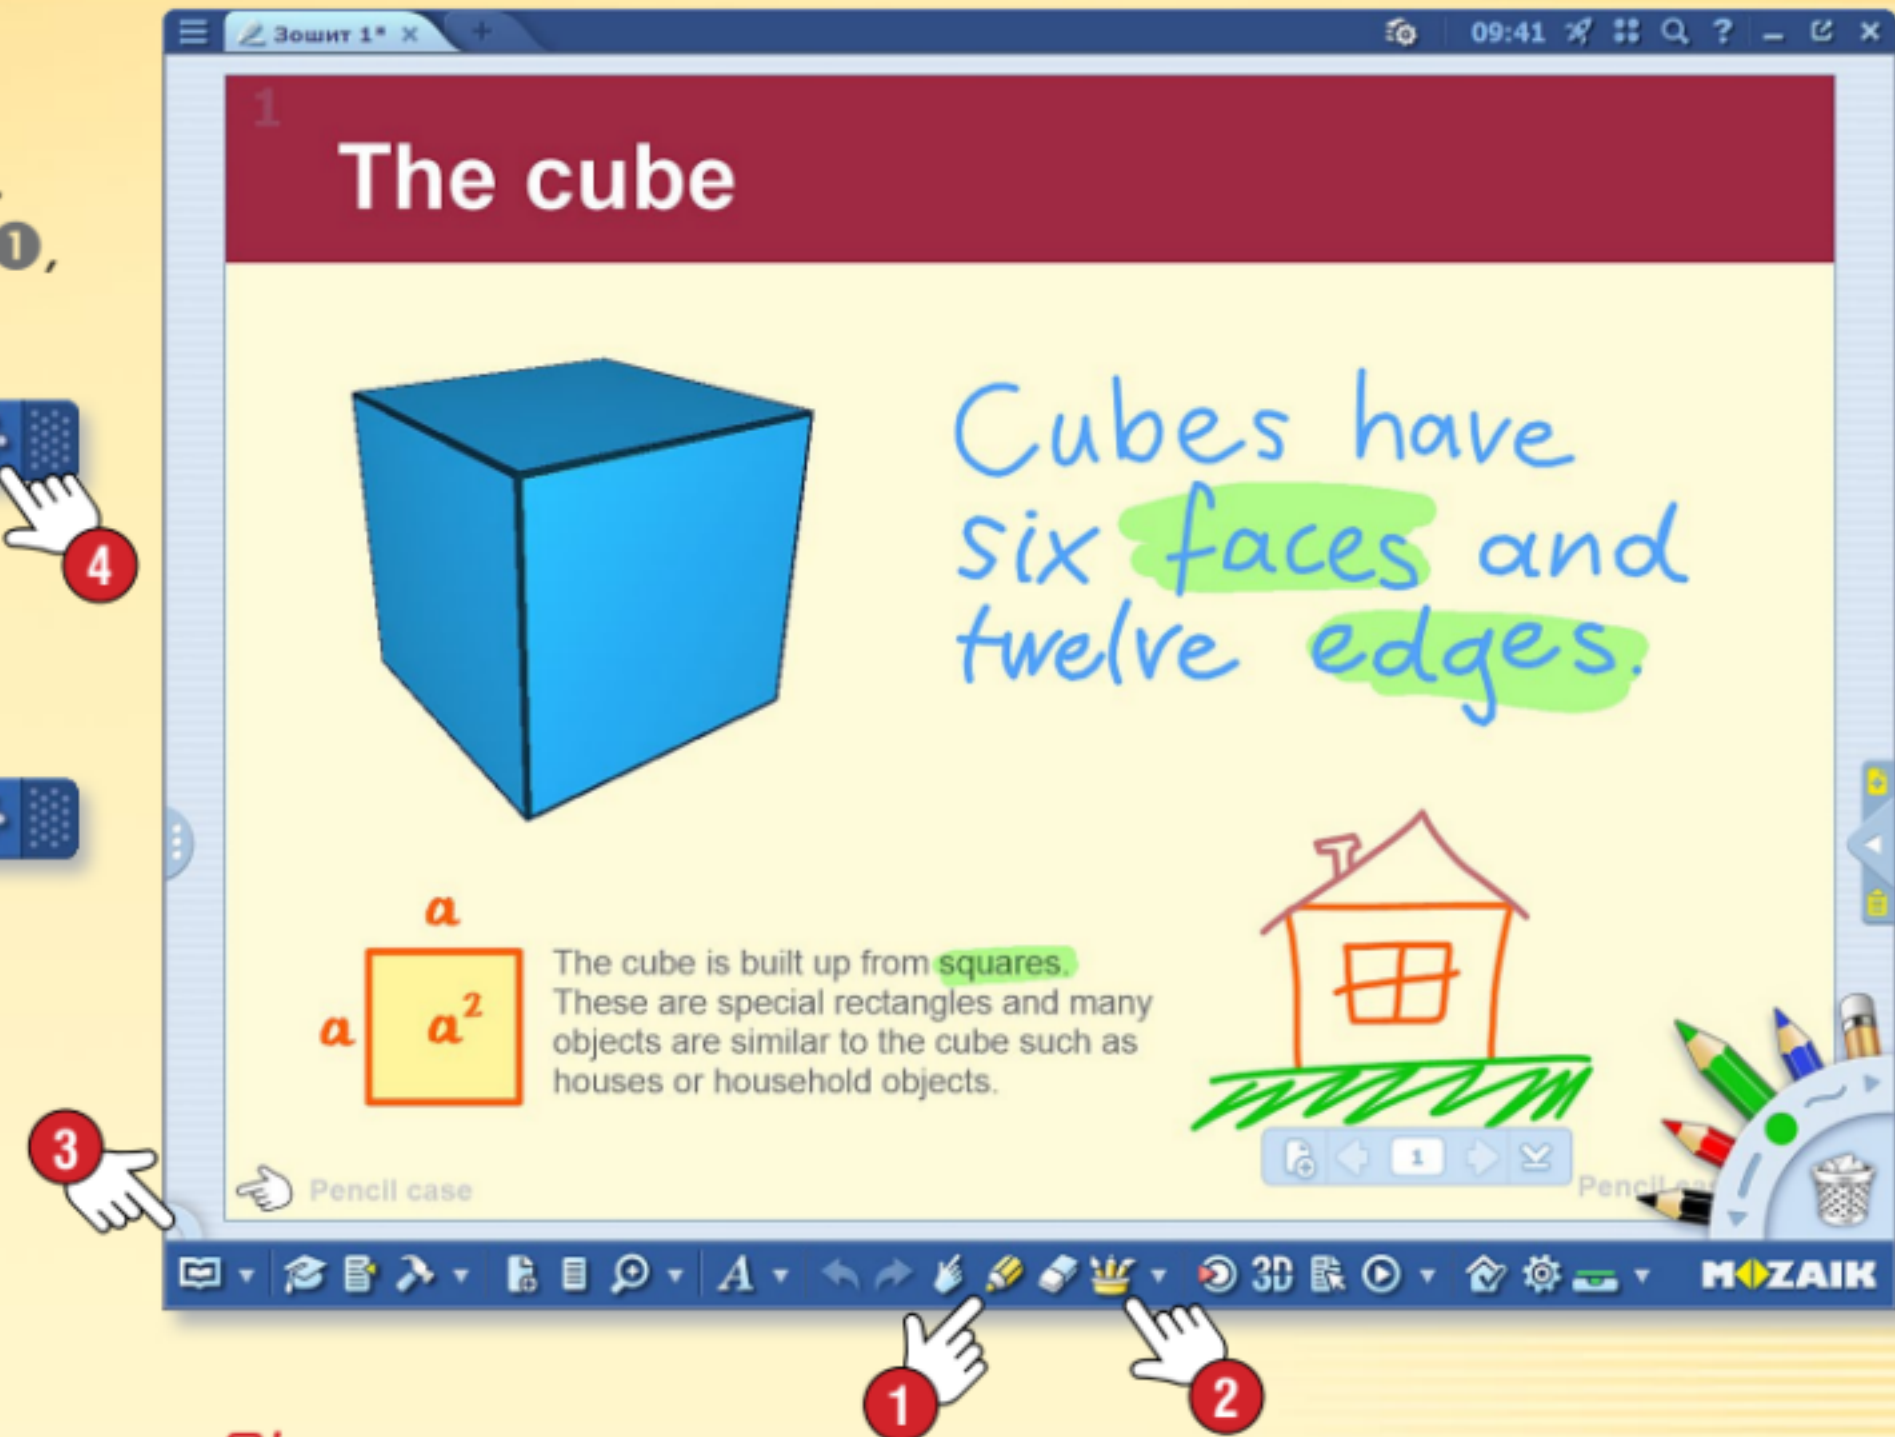 Зошит 1*
09:41
?
1
The cube
1,
4
Cubes have
six faces and
twelve edges.
a
a
a²
The cube is built up from squares.
These are special rectangles and many
objects are similar to the cube such as
houses or household objects.
3
Pencil case
1
Pencil
A
3D
MOZAIK
1
2